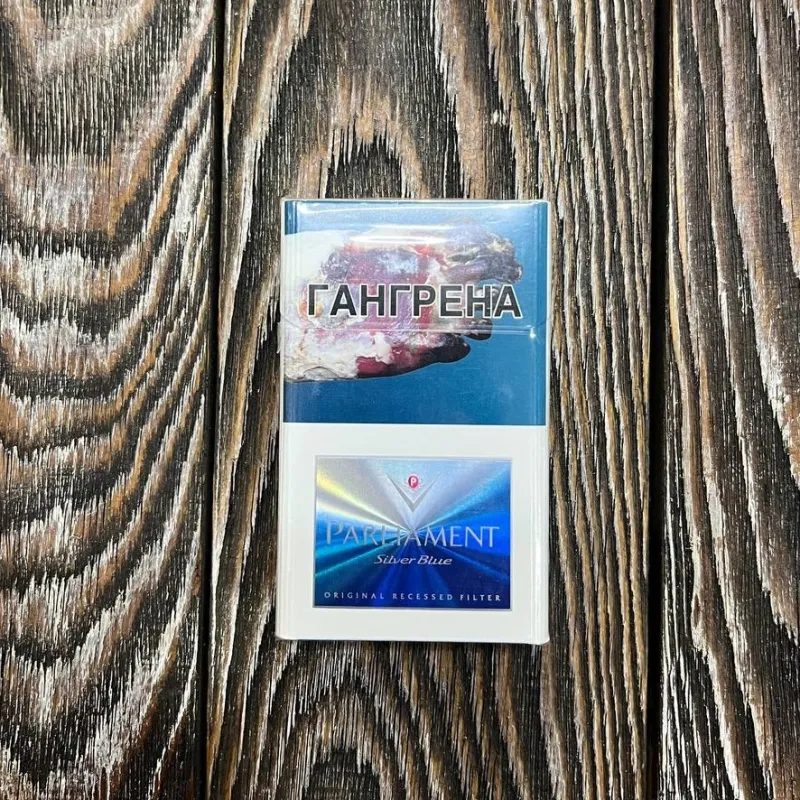 ГАНГРЕНА
P
PARLIAMENT
Silver Blue
ORIGINAL RECESSED FILTER